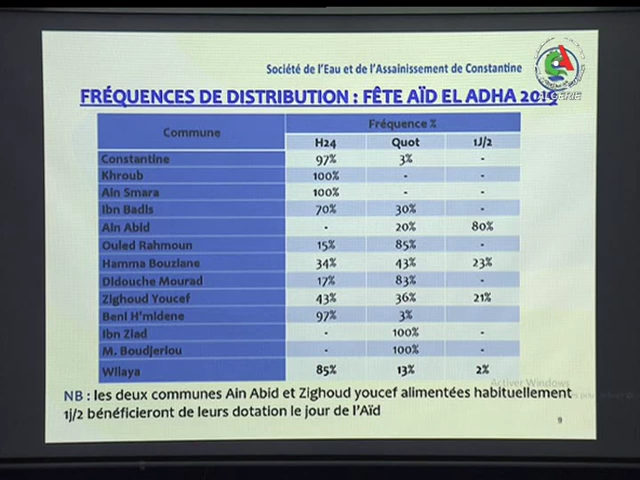 Société de l'Eau et de l'Assainissement de Constantine
FRÉQUENCES DE DISTRIBUTION : FÊTE AÏD EL ADHA 2019
Commune Fréquence %
H24 Quot 1J/2
Constantine 97% 3% -
Khroub 100% - -
Ain Smara 100% - -
Ibn Badis 70% 30% -
Ain Abid - 20% 80%
Ouled Rahmoun 15% 85% -
Hamma Bouziane 34% 43% 23%
Didouche Mourad 17% 83% -
Zighoud Youcef 43% 36% 21%
Beni H'midene 97% 3%
Ibn Ziad - 100% -
M. Boudjeriou - 100% -
Wilaya 85% 13% 2%
Activer Windows
NB : les deux communes Ain Abid et Zighoud youcef alimentées habituellement
1j/2 bénéficieront de leurs dotation le jour de l'Aïd
9